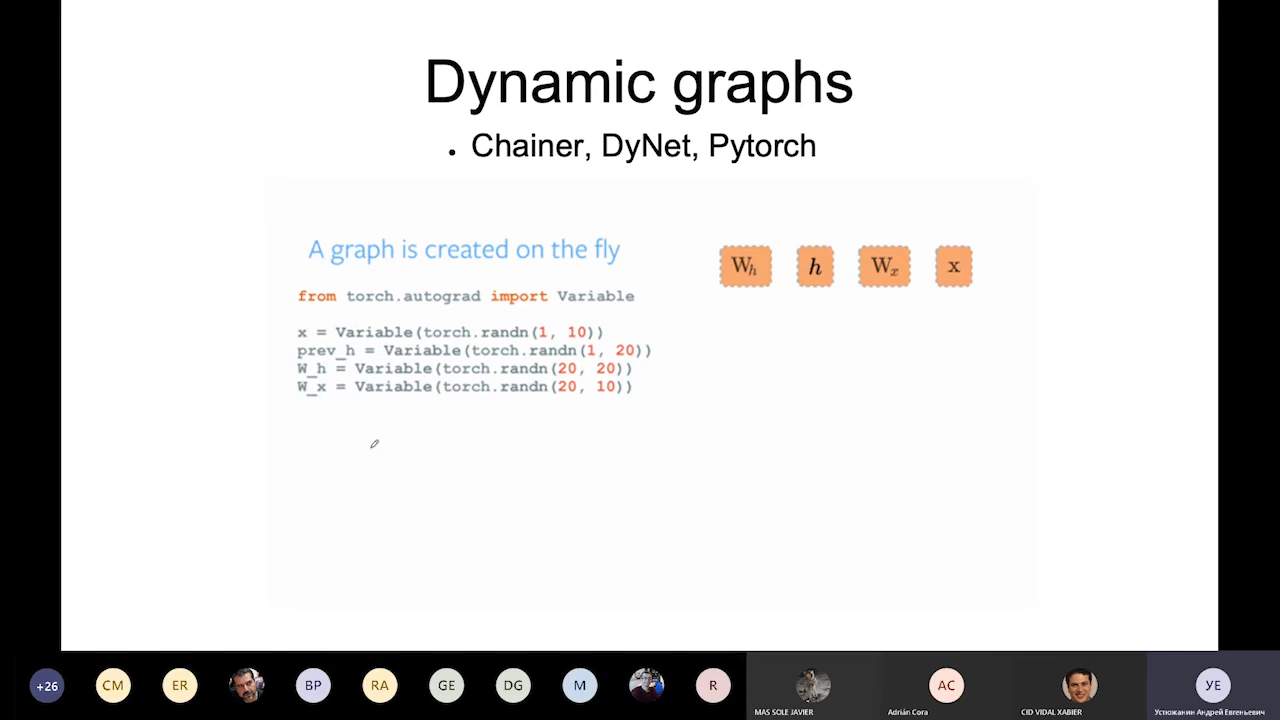 Dynamic graphs
• Chainer, DyNet, Pytorch
A graph is created on the fly
from torch.autograd import Variable
x = Variable(torch.randn(1, 10))
prev_h = Variable(torch.randn(1, 20))
W_h = Variable(torch.randn(20, 20))
W_x = Variable(torch.randn(20, 10))
Wh h Wx x
+26 CM ER BP RA GE DG M R AC УЕ
MAS SOLE JAVIER Adrián Cora CID VIDAL XABIER Устюжанин Андрей Евгеньевич